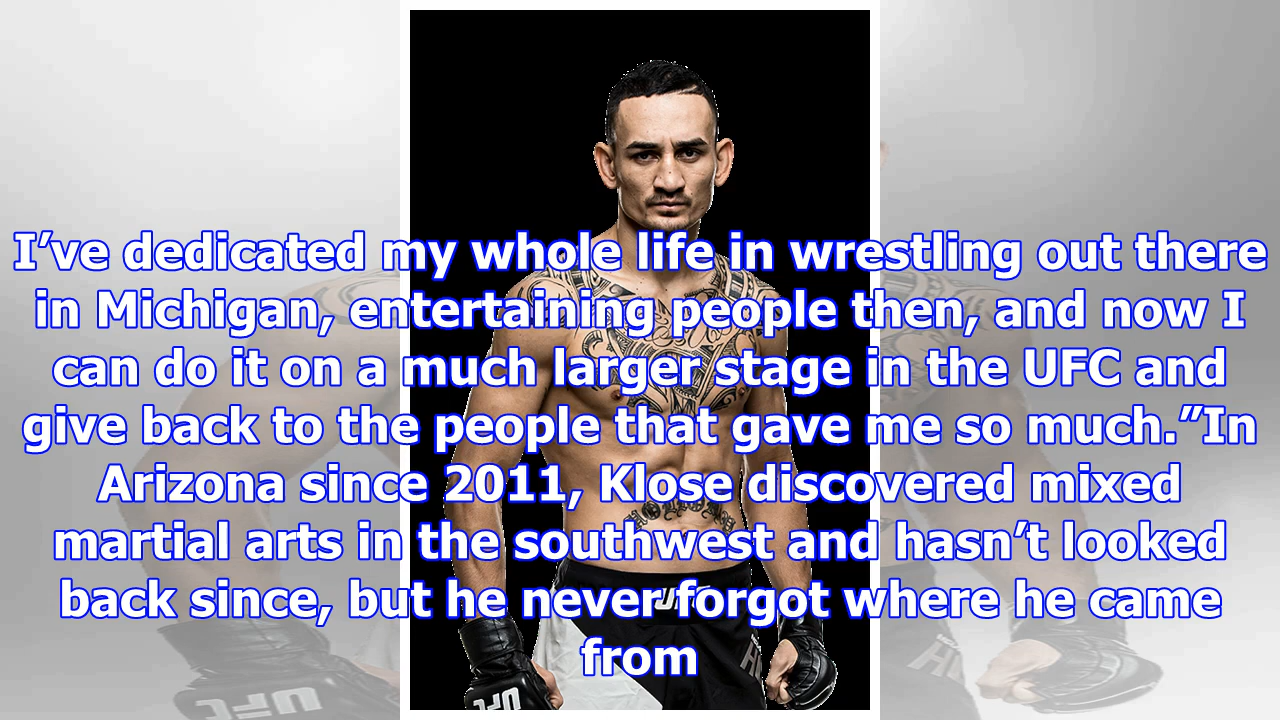 I’ve dedicated my whole life in wrestling out there
in Michigan, entertaining people then, and now I
can do it on a much larger stage in the UFC and
give back to the people that gave me so much.”In
Arizona since 2011, Klose discovered mixed
martial arts in the southwest and hasn’t looked
back since, but he never forgot where he came
from
UFC
UFC